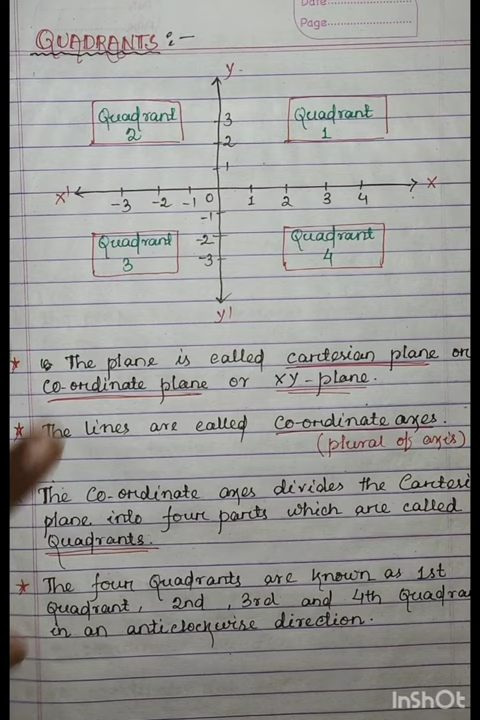 Date
Page
QUADRANTS :-
y
Quadrant
2
Quadrant
1
3
2
1
x' -3 -2 -1 0 1 2 3 4 x
-1
-2
-3
Quadrant
3
Quadrant
4
y'
The plane is called cartesian plane or
co-ordinate plane or xy-plane.
The lines are called co-ordinate axes.
(plural of axis)
The co-ordinate axes divides the Cartesi
plane into four parts which are called
Quadrants.
The four Quadrants are known as 1st
Quadrant, 2nd, 3rd and 4th Quadra
in an anticlockwise direction.
InShOt